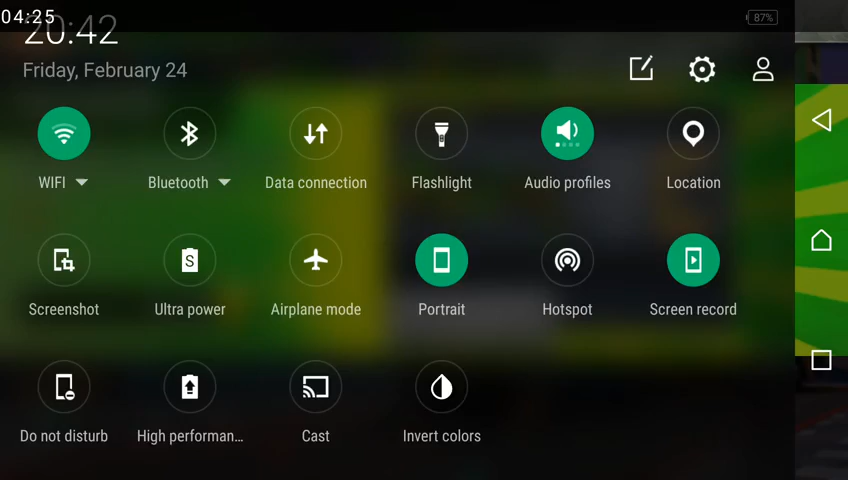 04:25
87%
20:42
Friday, February 24
WIFI
Bluetooth
Data connection
Flashlight
Audio profiles
Location
S
Screenshot
Ultra power
Airplane mode
Portrait
Hotspot
Screen record
Do not disturb
High performan...
Cast
Invert colors